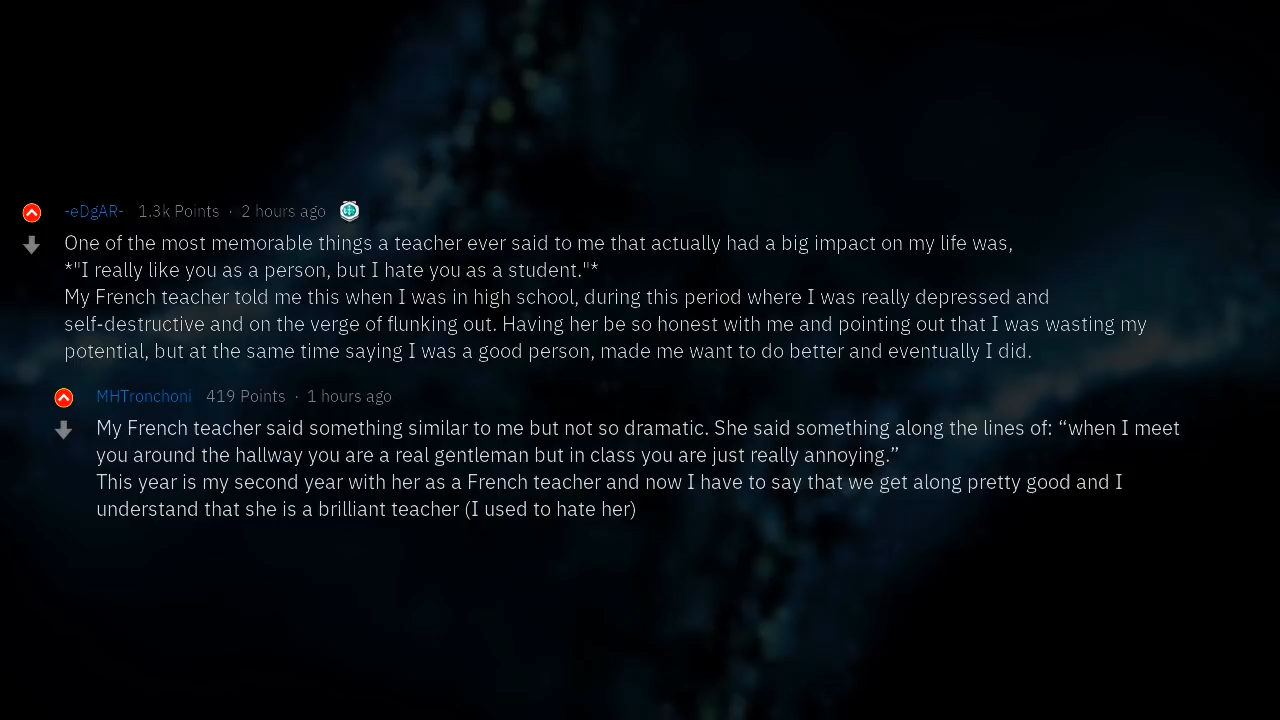 -eDgAR- 1.3k Points · 2 hours ago
One of the most memorable things a teacher ever said to me that actually had a big impact on my life was,
*"I really like you as a person, but I hate you as a student."*
My French teacher told me this when I was in high school, during this period where I was really depressed and
self-destructive and on the verge of flunking out. Having her be so honest with me and pointing out that I was wasting my
potential, but at the same time saying I was a good person, made me want to do better and eventually I did.
MHTronchoni 419 Points · 1 hours ago
My French teacher said something similar to me but not so dramatic. She said something along the lines of: “when I meet
you around the hallway you are a real gentleman but in class you are just really annoying.”
This year is my second year with her as a French teacher and now I have to say that we get along pretty good and I
understand that she is a brilliant teacher (I used to hate her)